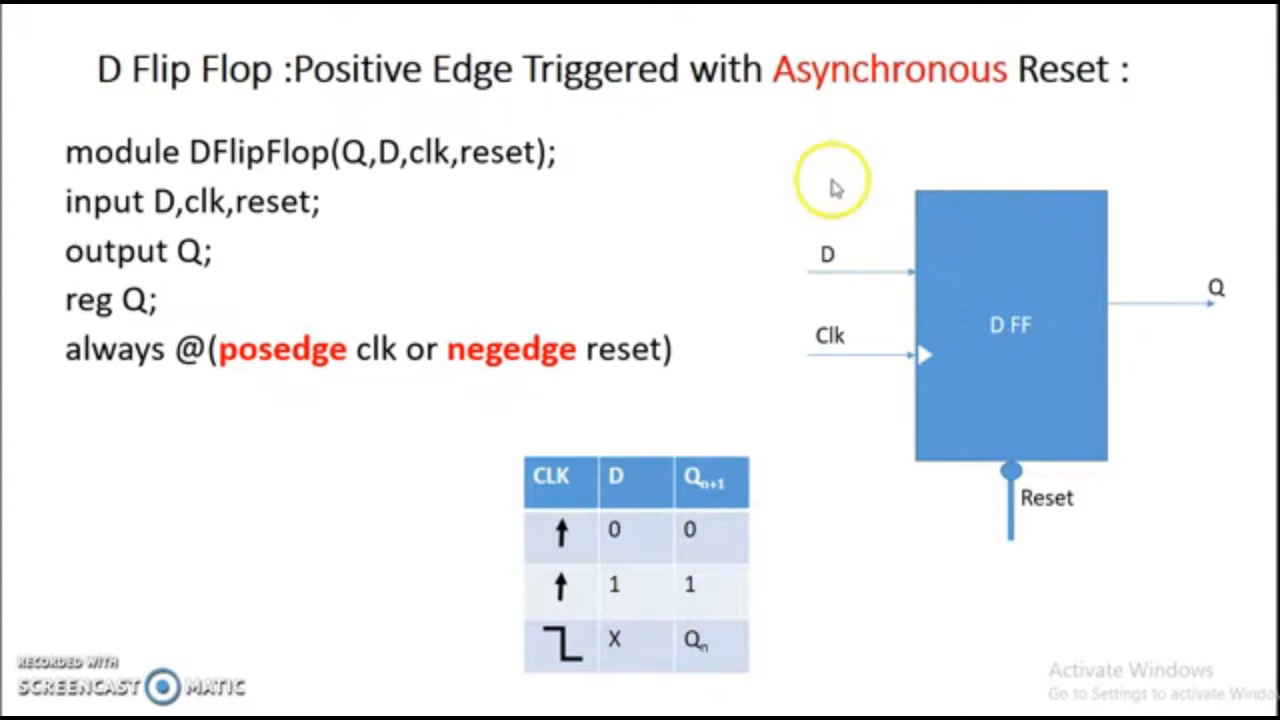 D Flip Flop :Positive Edge Triggered with Asynchronous Reset :
module DFlipFlop(Q,D,clk,reset);
input D,clk,reset;
output Q;
reg Q;
always @(posedge clk or negedge reset)
D
Clk
D FF
Q
Reset
CLK D Qn+1
0 0
1 1
X Qn
RECORDED WITH
SCREENCAST MATIC
Activate Windows
Go to Settings to activate Windo